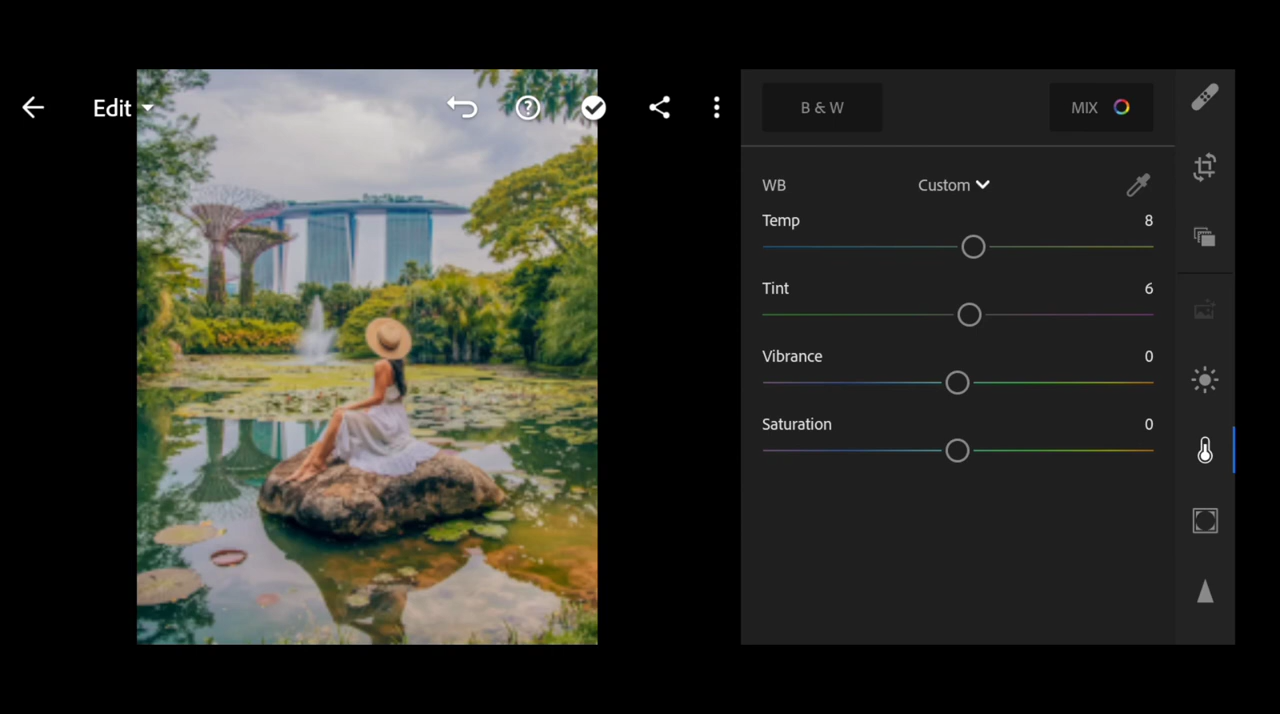 Edit
B & W
MIX
WB
Custom
Temp
8
Tint
6
Vibrance
0
Saturation
0